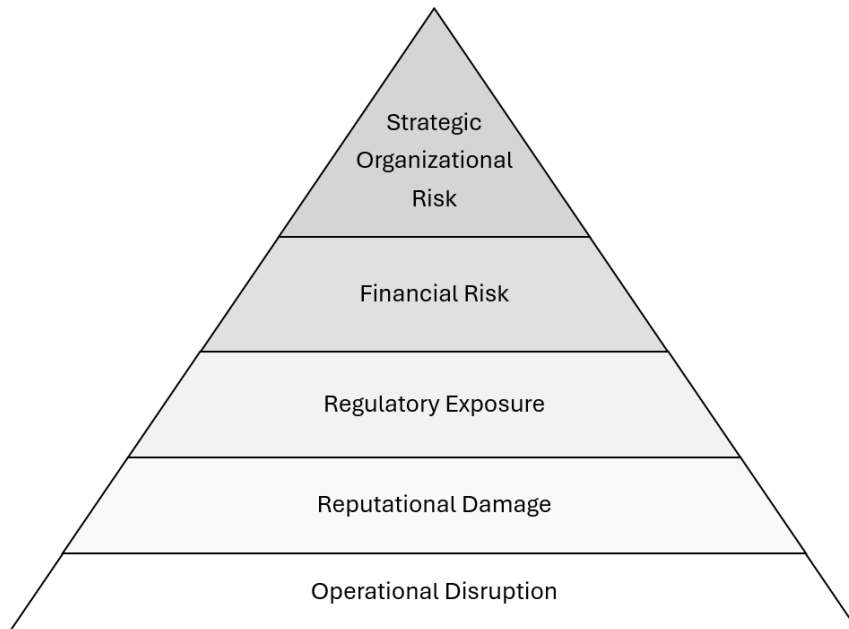 Strategic
Organizational
Risk
Financial Risk
Regulatory Exposure
Reputational Damage
Operational Disruption